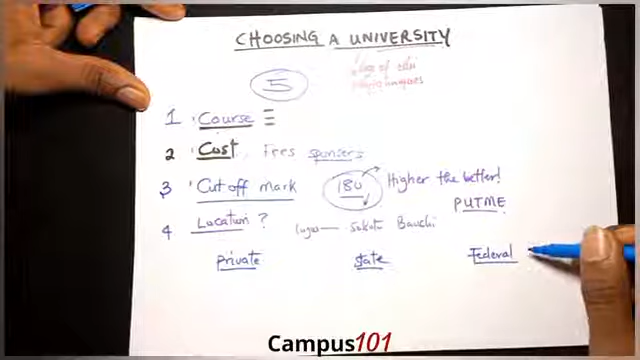 CHOOSING A UNIVERSITY
5
1 Course
2 Cost Fees sponsers
3 Cut off mark 180 Higher the better!
PUTME
4 Location? Lagos — Sokoto Bauchi
private state Federal
Campus101